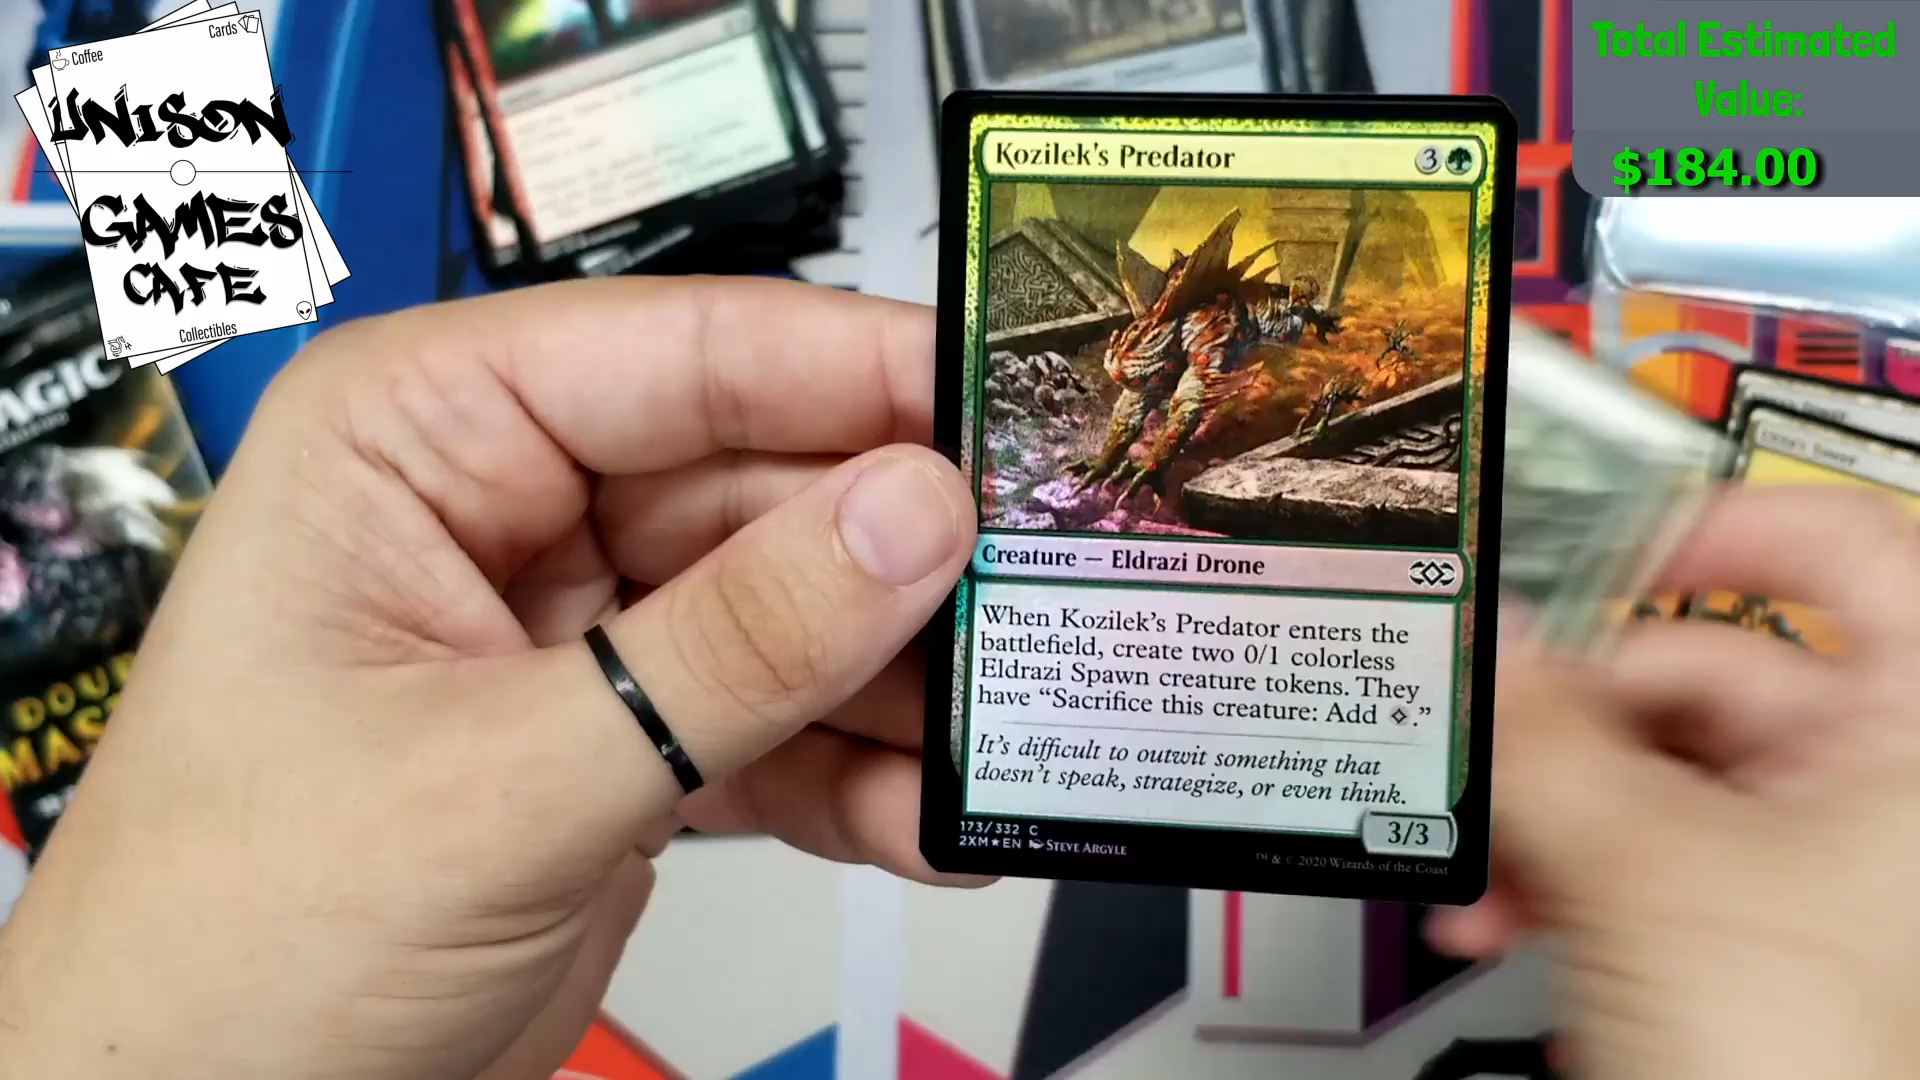 Cards
Coffee
UNISON
GAMES
CAFE
Collectibles
Total Estimated
Value:
$184.00
Kozilek's Predator
3
Creature — Eldrazi Drone
When Kozilek's Predator enters the
battlefield, create two 0/1 colorless
Eldrazi Spawn creature tokens. They
have “Sacrifice this creature: Add .”
It's difficult to outwit something that
doesn't speak, strategize, or even think.
3/3
173/332 C
2XM★EN STEVE ARGYLE
™ & © 2020 Wizards of the Coast
AGIC
DOU
MAS